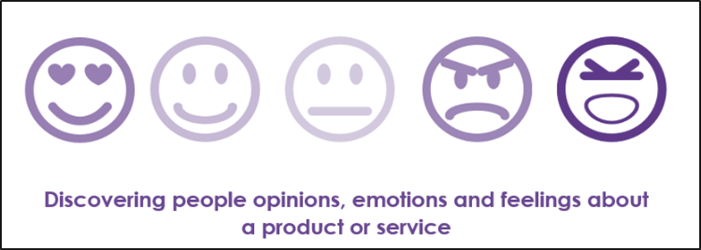 Discovering people opinions, emotions and feelings about
a product or service